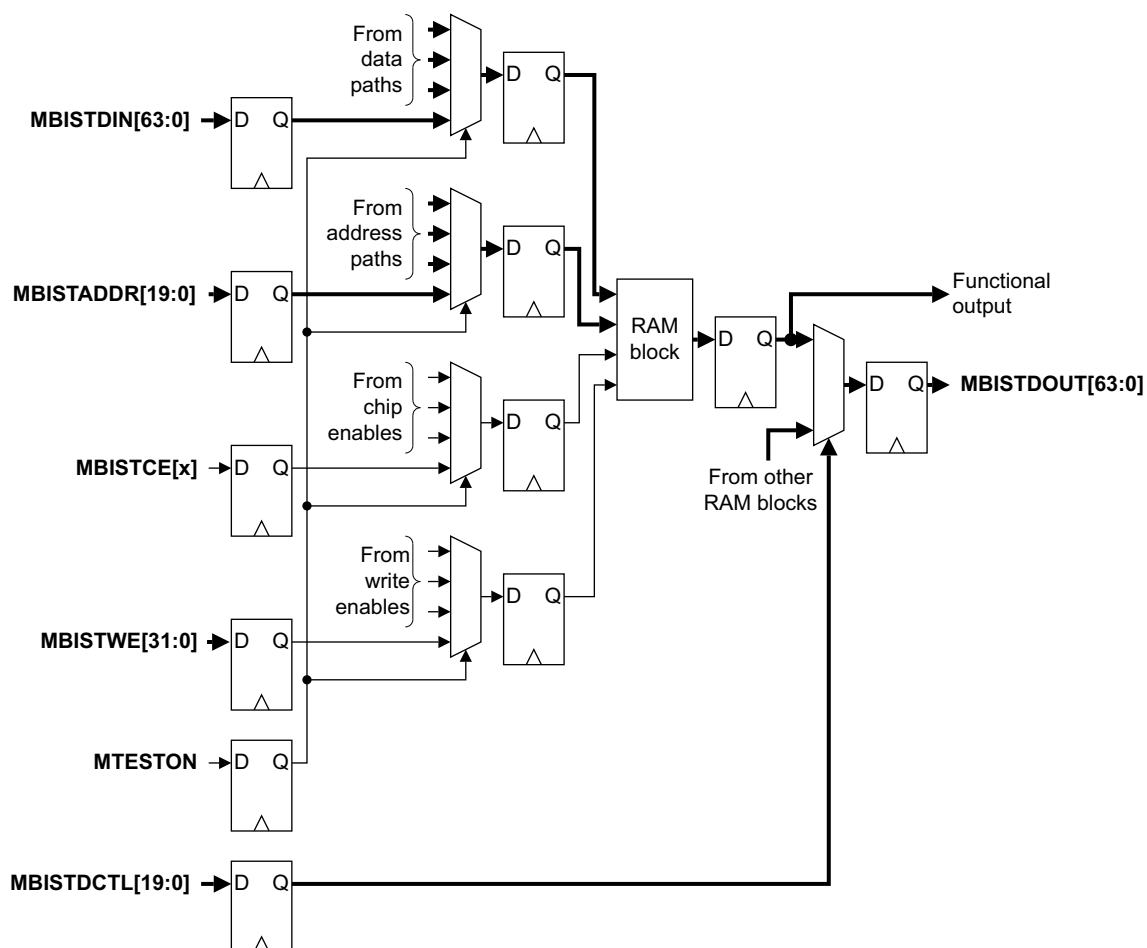 From
data
paths
D Q
MBISTDIN[63:0]
D Q
From
address
paths
D Q
MBISTADDR[19:0]
D Q
Functional
output
RAM
block
D Q
From
chip
enables
D Q
D Q
MBISTDOUT[63:0]
MBISTCE[x]
D Q
From other
RAM blocks
From
write
enables
D Q
MBISTWE[31:0]
D Q
MTESTON
D Q
MBISTDCTL[19:0]
D Q